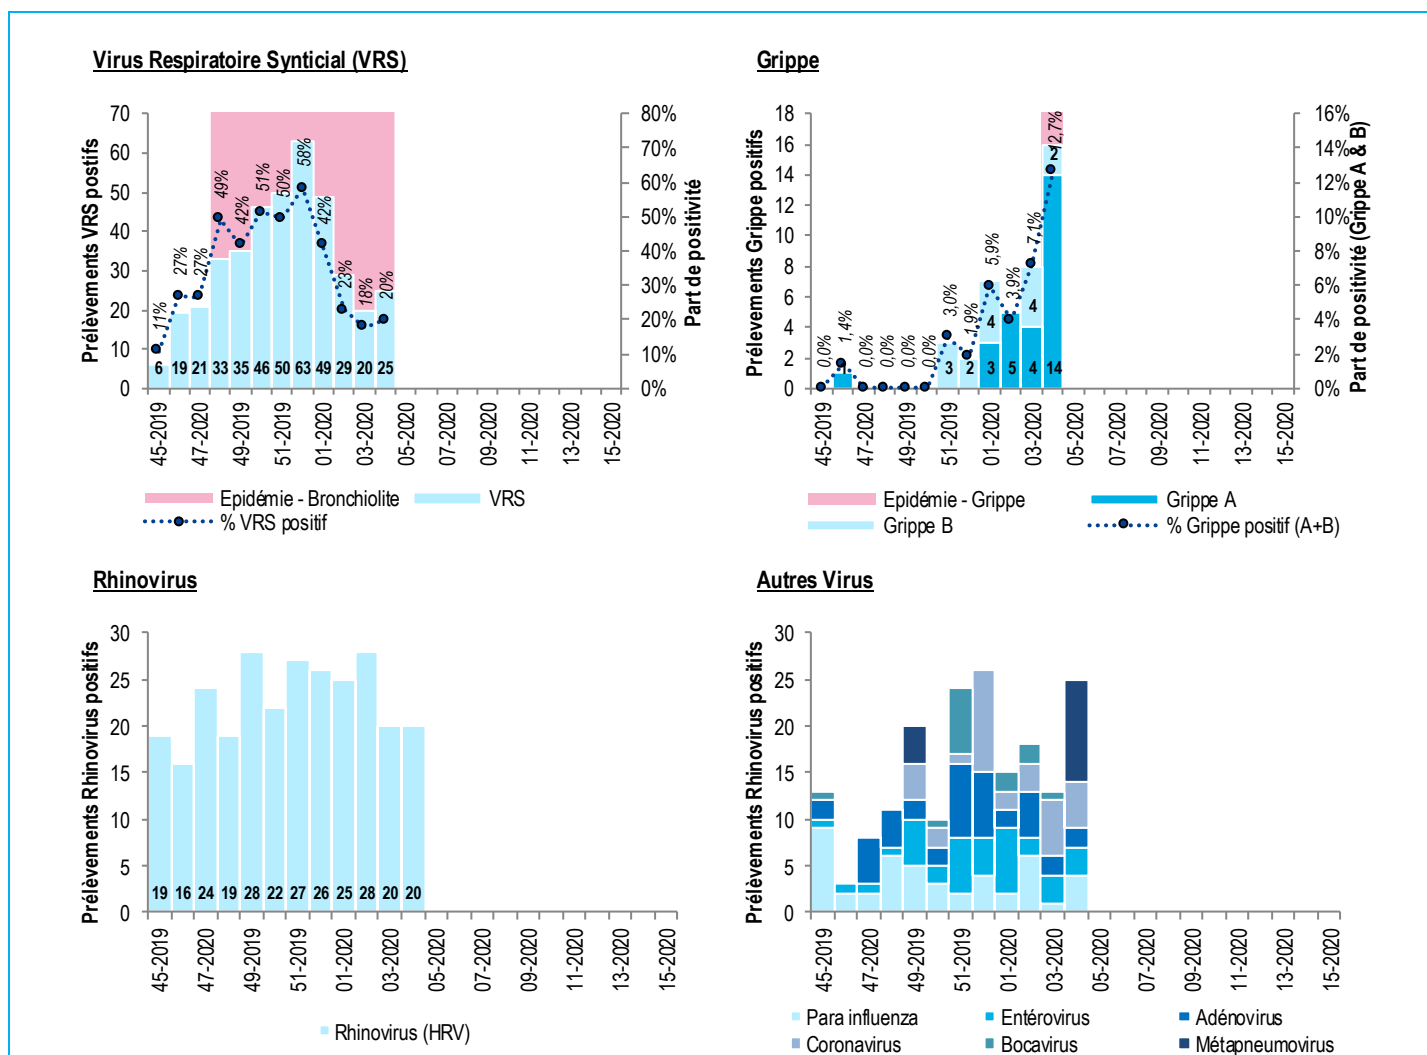 Virus Respiratoire Synticial (VRS)
Prélèvements VRS postifs
70
60
50
40
30
20
10
0
80%
70%
60%
50%
40%
30%
20%
10%
0%
Part de positivité
11%
27%
27%
49%
42%
51%
50%
58%
42%
23%
18%
20%
6 19 21 33 35 46 50 63 49 29 20 25
45-2019 47-2020 49-2019 51-2019 01-2020 03-2020 05-2020 07-2020 09-2020 11-2020 13-2020 15-2020
Epidémie - Bronchiolite VRS
% VRS positif
Grippe
Prélevements Grippe positifs
18
16
14
12
10
8
6
4
2
0
16%
14%
12%
10%
8%
6%
4%
2%
0%
Part de positivité (Grippe A & B)
0,0%
1,4%
0,0%
0,0%
0,0%
0,0%
3,0%
1,9%
5,9%
3,9%
7,1%
12,7%
4 4 2
1 3 2 3 5 4 14
45-2019 47-2020 49-2019 51-2019 01-2020 03-2020 05-2020 07-2020 09-2020 11-2020 13-2020 15-2020
Epidémie - Grippe Grippe A
Grippe B % Grippe positif (A+B)
Rhinovirus
Prélèvements Rhinovirus positifs
30
25
20
15
10
5
0
19 16 24 19 28 22 27 26 25 28 20 20
45-2019 47-2020 49-2019 51-2019 01-2020 03-2020 05-2020 07-2020 09-2020 11-2020 13-2020 15-2020
Rhinovirus (HRV)
Autres Virus
Prélèvements Rhinovirus positifs
30
25
20
15
10
5
0
45-2019 47-2020 49-2019 51-2019 01-2020 03-2020 05-2020 07-2020 09-2020 11-2020 13-2020 15-2020
Para influenza Entérovirus Adénovirus
Coronavirus Bocavirus Métapneumovirus